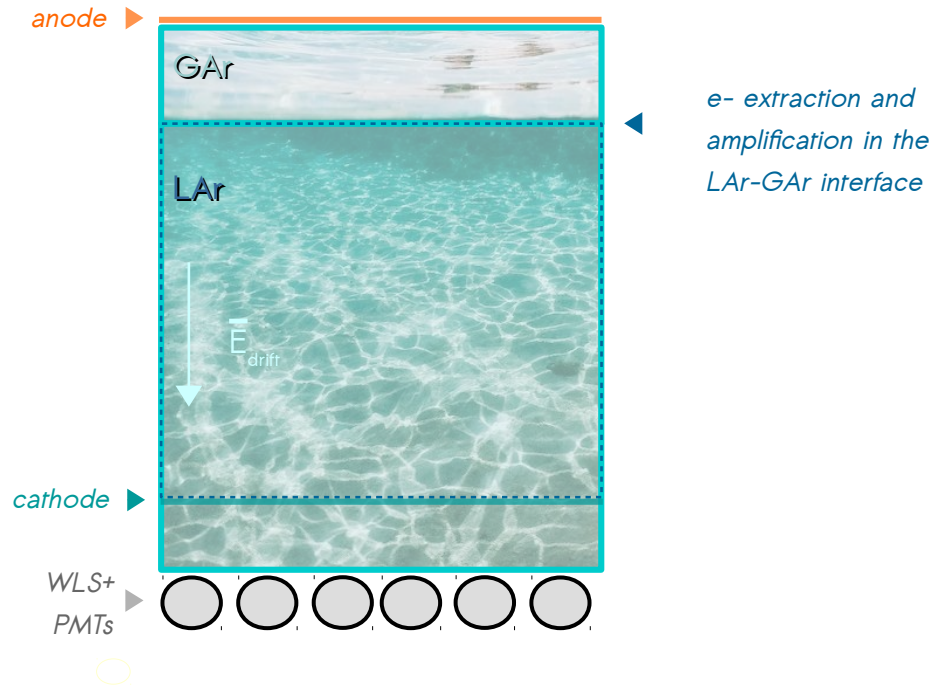 anode
GAr
e- extraction and
amplification in the
LAr-GAr interface
LAr
E drift
cathode
WLS+
PMTs